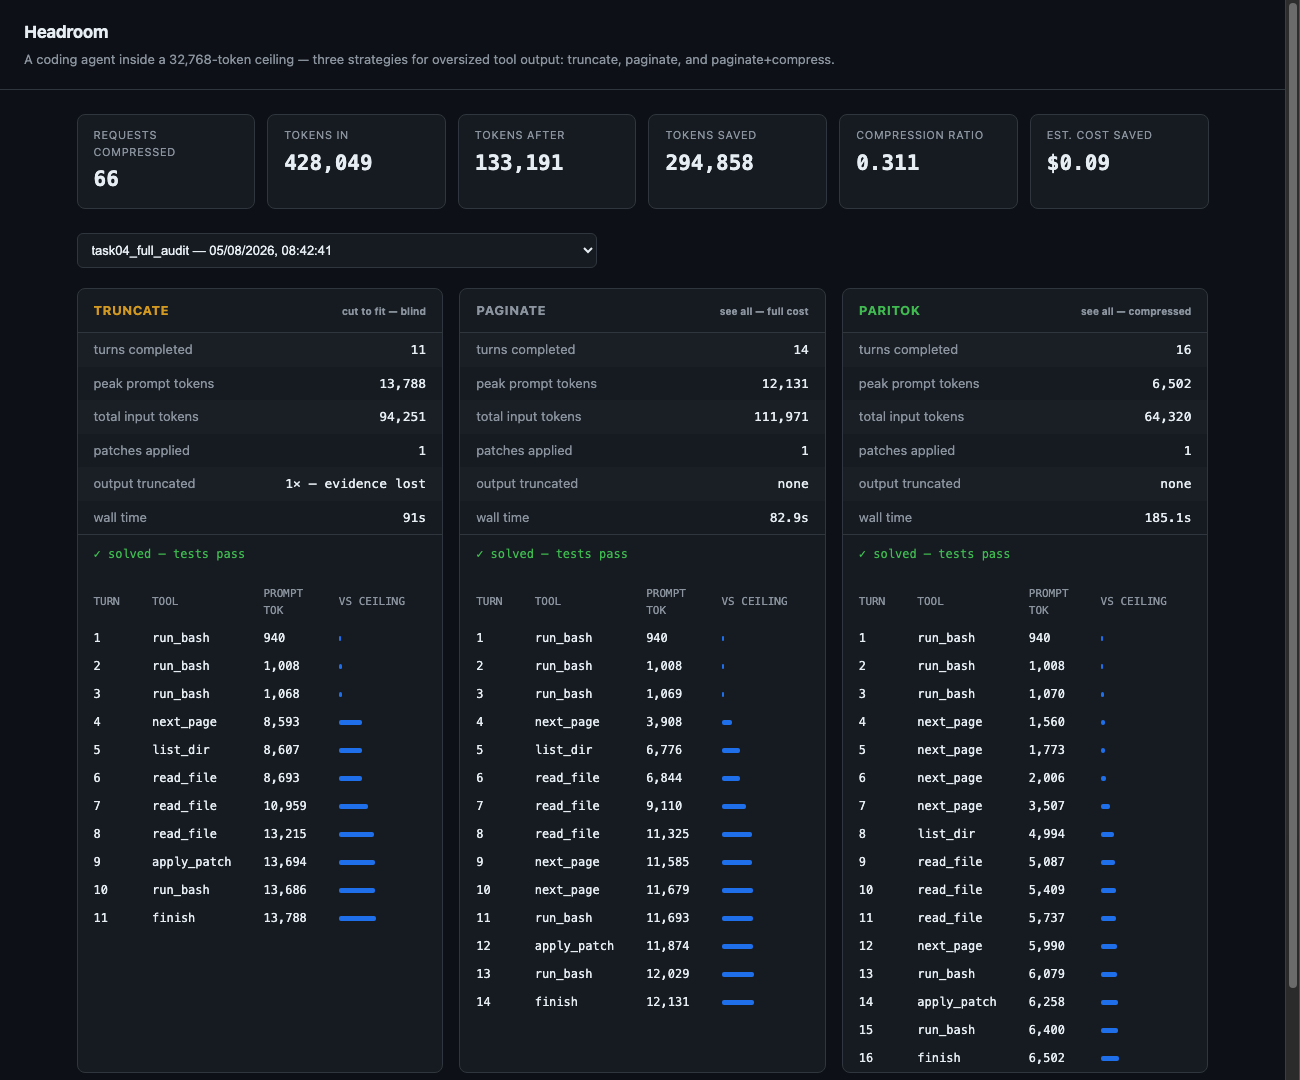 Headroom
A coding agent inside a 32,768-token ceiling — three strategies for oversized tool output: truncate, paginate, and paginate+compress.
REQUESTS COMPRESSED
66
TOKENS IN
428,049
TOKENS AFTER
133,191
TOKENS SAVED
294,858
COMPRESSION RATIO
0.311
EST. COST SAVED
$0.09
task04_full_audit — 05/08/2026, 08:42:41
TRUNCATE cut to fit — blind
turns completed 11
peak prompt tokens 13,788
total input tokens 94,251
patches applied 1
output truncated 1× — evidence lost
wall time 91s
✓ solved — tests pass
TURN TOOL PROMPT TOK VS CEILING
1 run_bash 940
2 run_bash 1,008
3 run_bash 1,068
4 next_page 8,593
5 list_dir 8,607
6 read_file 8,693
7 read_file 10,959
8 read_file 13,215
9 apply_patch 13,694
10 run_bash 13,686
11 finish 13,788
PAGINATE see all — full cost
turns completed 14
peak prompt tokens 12,131
total input tokens 111,971
patches applied 1
output truncated none
wall time 82.9s
✓ solved — tests pass
TURN TOOL PROMPT TOK VS CEILING
1 run_bash 940
2 run_bash 1,008
3 run_bash 1,069
4 next_page 3,908
5 list_dir 6,776
6 read_file 6,844
7 read_file 9,110
8 read_file 11,325
9 next_page 11,585
10 next_page 11,679
11 run_bash 11,693
12 apply_patch 11,874
13 run_bash 12,029
14 finish 12,131
PARITOK see all — compressed
turns completed 16
peak prompt tokens 6,502
total input tokens 64,320
patches applied 1
output truncated none
wall time 185.1s
✓ solved — tests pass
TURN TOOL PROMPT TOK VS CEILING
1 run_bash 940
2 run_bash 1,008
3 run_bash 1,070
4 next_page 1,560
5 next_page 1,773
6 next_page 2,006
7 next_page 3,507
8 list_dir 4,994
9 read_file 5,087
10 read_file 5,409
11 read_file 5,737
12 next_page 5,990
13 run_bash 6,079
14 apply_patch 6,258
15 run_bash 6,400
16 finish 6,502